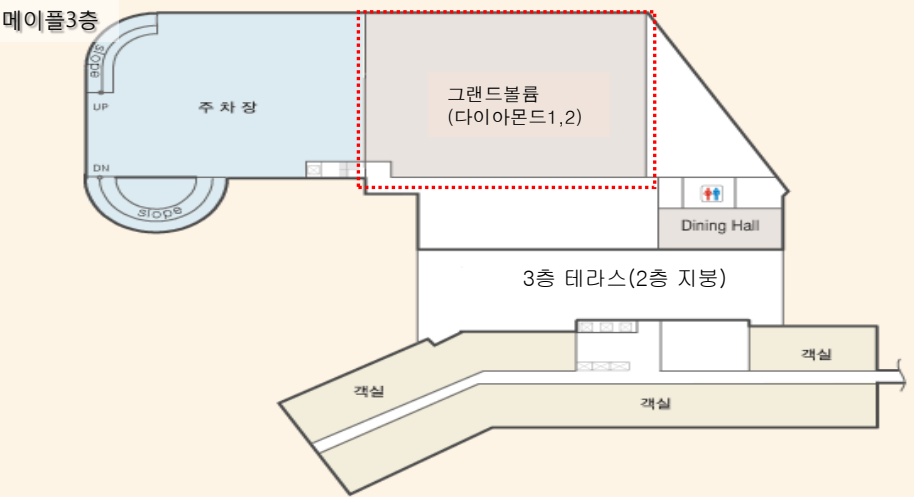 메이플3층
slope
UP
주 차 장
그랜드볼륨
(다이아몬드1,2)
DN
slope
Dining Hall
3층 테라스(2층 지붕)
객실
객실
객실